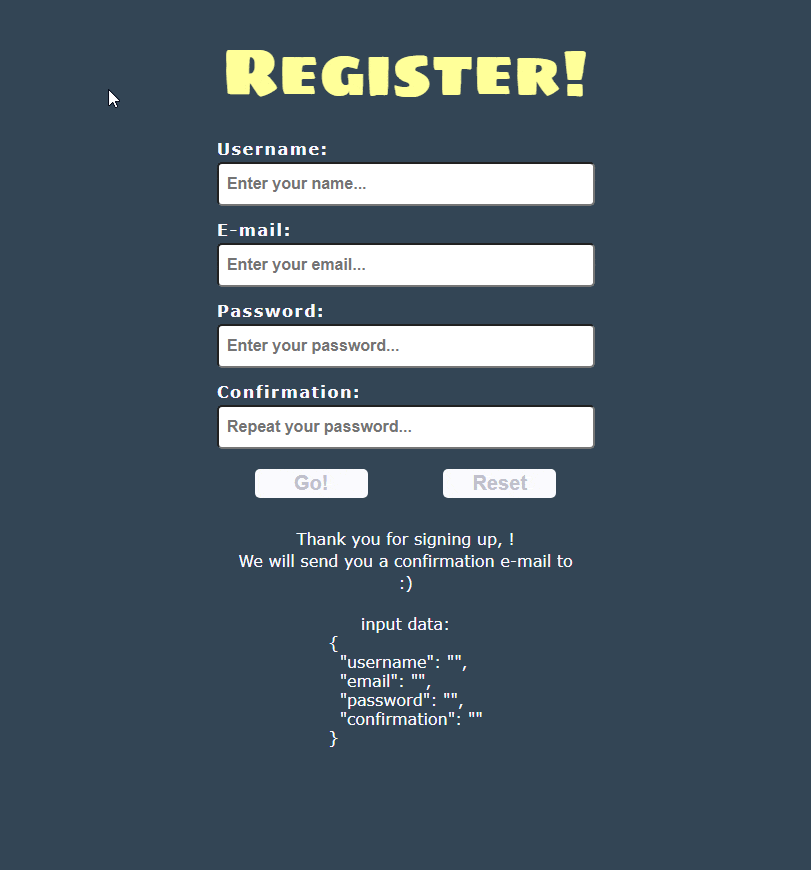 Register!
Username:
Enter your name...
E-mail:
Enter your email...
Password:
Enter your password...
Confirmation:
Repeat your password...
Go! Reset
Thank you for signing up, !
We will send you a confirmation e-mail to
:)
input data:
{
"username": "",
"email": "",
"password": "",
"confirmation": ""
}